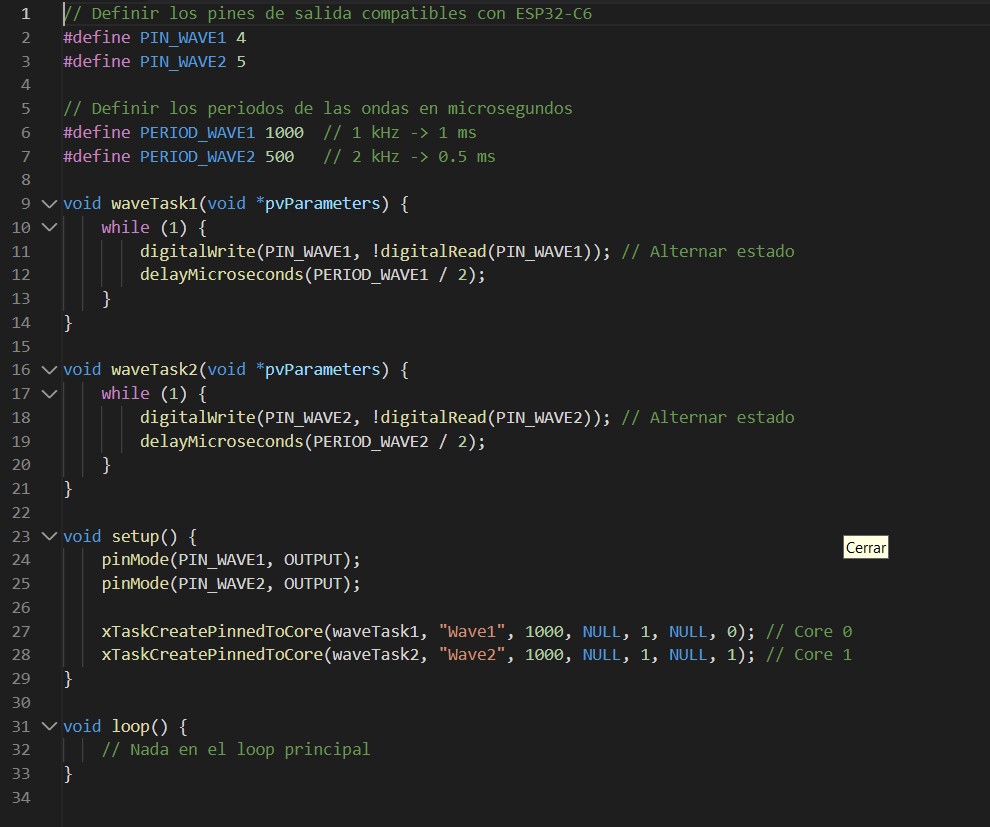 1 // Definir los pines de salida compatibles con ESP32-C6
2 #define PIN_WAVE1 4
3 #define PIN_WAVE2 5
4
5 // Definir los periodos de las ondas en microsegundos
6 #define PERIOD_WAVE1 1000  // 1 kHz -> 1 ms
7 #define PERIOD_WAVE2 500   // 2 kHz -> 0.5 ms
8
9 void waveTask1(void *pvParameters) {
10     while (1) {
11         digitalWrite(PIN_WAVE1, !digitalRead(PIN_WAVE1)); // Alternar estado
12         delayMicroseconds(PERIOD_WAVE1 / 2);
13     }
14 }
15
16 void waveTask2(void *pvParameters) {
17     while (1) {
18         digitalWrite(PIN_WAVE2, !digitalRead(PIN_WAVE2)); // Alternar estado
19         delayMicroseconds(PERIOD_WAVE2 / 2);
20     }
21 }
22
23 void setup() {
24     pinMode(PIN_WAVE1, OUTPUT);
Cerrar
25     pinMode(PIN_WAVE2, OUTPUT);
26
27     xTaskCreatePinnedToCore(waveTask1, "Wave1", 1000, NULL, 1, NULL, 0); // Core 0
28     xTaskCreatePinnedToCore(waveTask2, "Wave2", 1000, NULL, 1, NULL, 1); // Core 1
29 }
30
31 void loop() {
32     // Nada en el loop principal
33 }
34